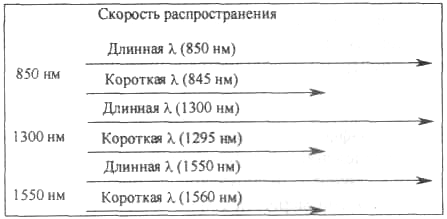 Скорость распространения
Длинная λ (850 нм)
850 нм
Короткая λ (845 нм)
Длинная λ (1300 нм)
1300 нм
Короткая λ (1295 нм)
Длинная λ (1550 нм)
1550 нм
Короткая λ (1560 нм)